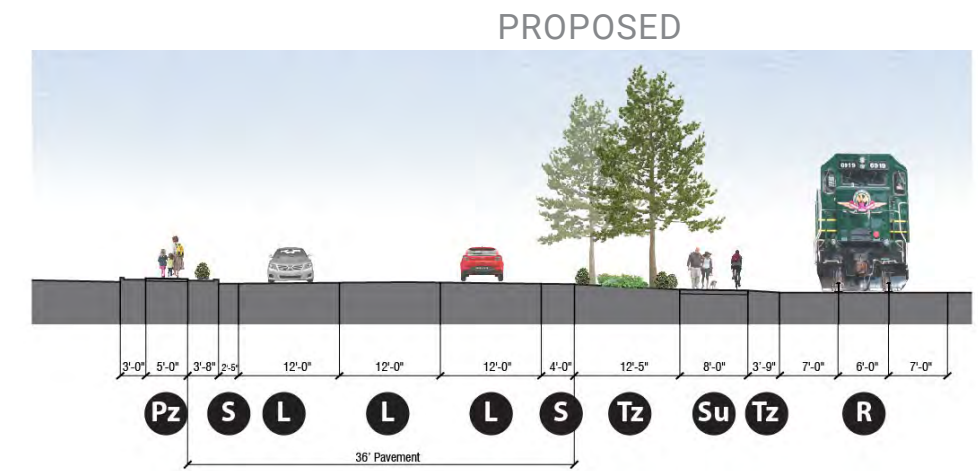 PROPOSED
3'-0" 5'-0" 3'-8" 2'-5" 12'-0" 12'-0" 12'-0" 4'-0" 12'-5" 8'-0" 3'-9" 7'-0" 6'-0" 7'-0"
Pz S L L L S Tz Su Tz R
36' Pavement